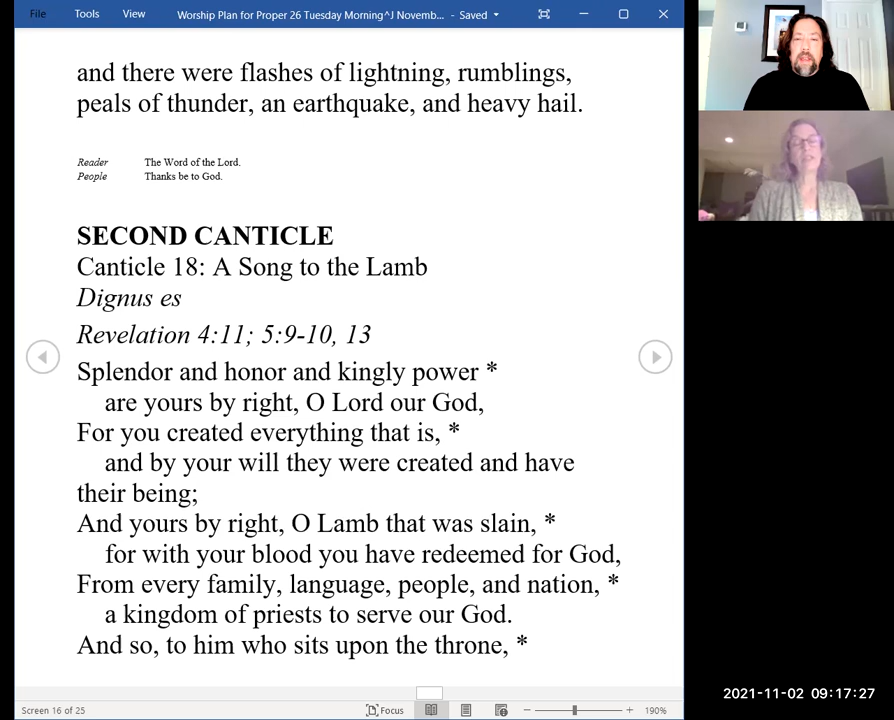 File Tools View Worship Plan for Proper 26 Tuesday Morning^J Novemb... - Saved
and there were flashes of lightning, rumblings,
peals of thunder, an earthquake, and heavy hail.
Reader The Word of the Lord.
People Thanks be to God.
SECOND CANTICLE
Canticle 18: A Song to the Lamb
Dignus es
Revelation 4:11; 5:9-10, 13
Splendor and honor and kingly power *
are yours by right, O Lord our God,
For you created everything that is, *
and by your will they were created and have
their being;
And yours by right, O Lamb that was slain, *
for with your blood you have redeemed for God,
From every family, language, people, and nation, *
a kingdom of priests to serve our God.
And so, to him who sits upon the throne, *
Screen 16 of 25 Focus 190%
2021-11-02 09:17:27